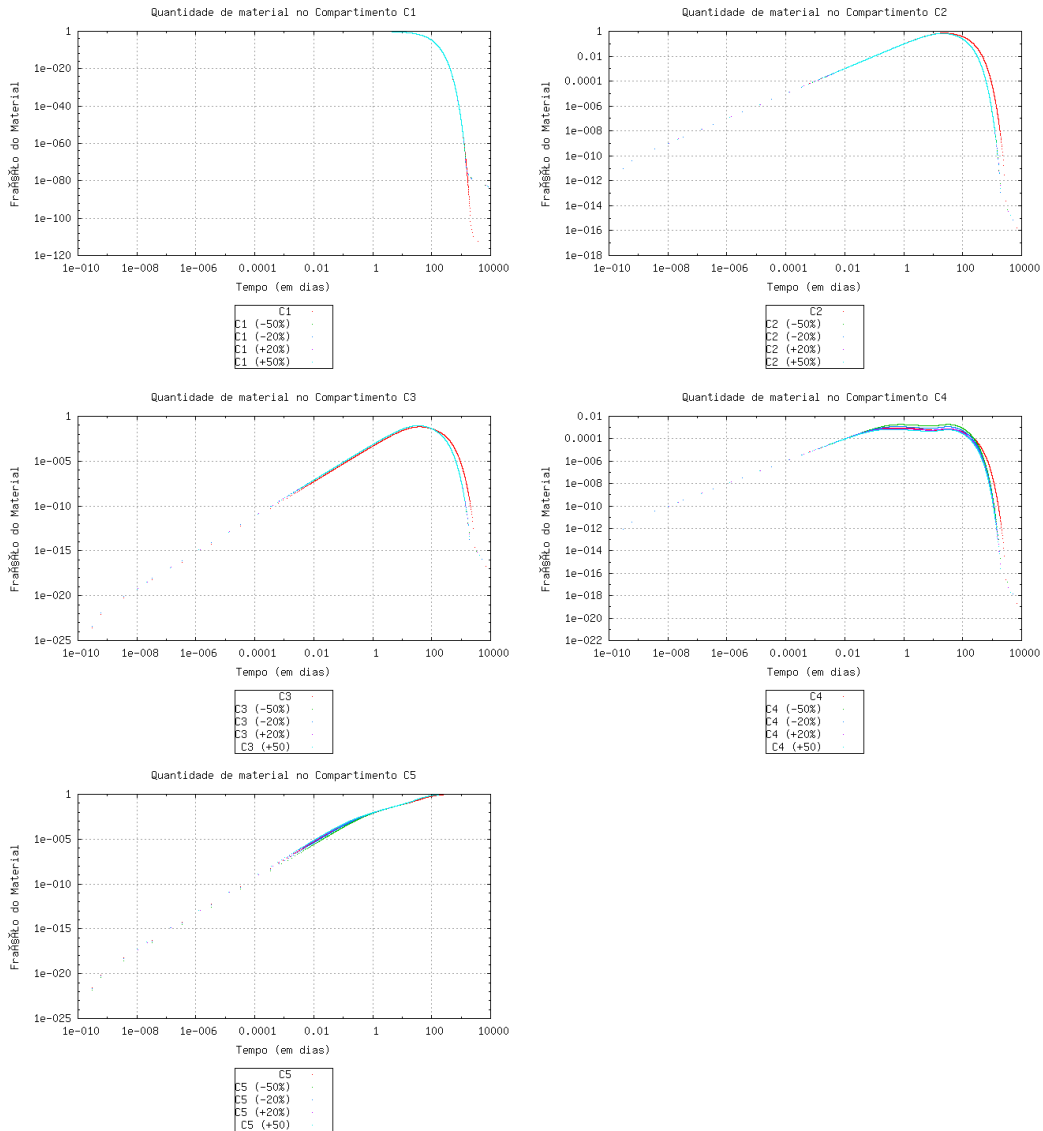 Quantidade de material no Compartimento C1
1
1e-020
1e-040
1e-060
1e-080
1e-100
1e-120
do Material
1e-010 1e-008 1e-006 0.0001 0.01 1 100 10000
Tempo (em dias)
C1
C1 (-50%)
C1 (-20%)
C1 (+20%)
C1 (+50%)
Quantidade de material no Compartimento C2
1
0.01
0.0001
1e-006
1e-008
1e-010
1e-012
1e-014
1e-016
1e-018
do Material
1e-010 1e-008 1e-006 0.0001 0.01 1 100 10000
Tempo (em dias)
C2
C2 (-50%)
C2 (-20%)
C2 (+20%)
C2 (+50%)
Quantidade de material no Compartimento C3
1
1e-005
1e-010
1e-015
1e-020
1e-025
do Material
1e-010 1e-008 1e-006 0.0001 0.01 1 100 10000
Tempo (em dias)
C3
C3 (-50%)
C3 (-20%)
C3 (+20%)
C3 (+50)
Quantidade de material no Compartimento C4
0.01
0.0001
1e-006
1e-008
1e-010
1e-012
1e-014
1e-016
1e-018
1e-020
1e-022
do Material
1e-010 1e-008 1e-006 0.0001 0.01 1 100 10000
Tempo (em dias)
C4
C4 (-50%)
C4 (-20%)
C4 (+20%)
C4 (+50)
Quantidade de material no Compartimento C5
1
1e-005
1e-010
1e-015
1e-020
1e-025
do Material
1e-010 1e-008 1e-006 0.0001 0.01 1 100 10000
Tempo (em dias)
C5
C5 (-50%)
C5 (-20%)
C5 (+20%)
C5 (+50)